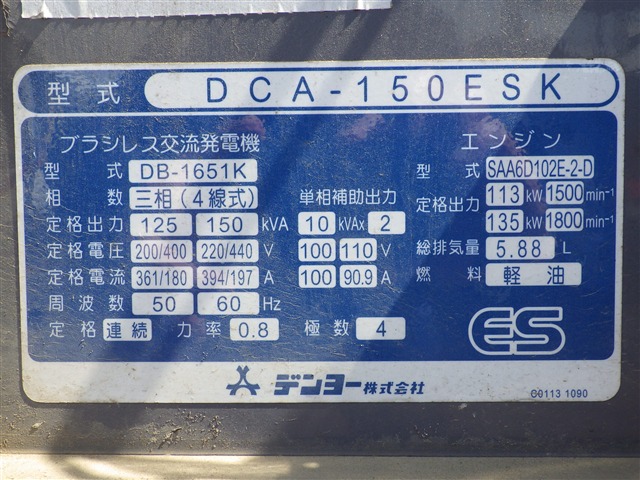 型式 DCA-150ESK
ブラシレス交流発電機
型式 DB-1651K
相数 三相(4線式) 単相補助出力
定格出力 125 150 kVA 10 kVAx 2
定格電圧 200/400 220/440 V 100 110 V
定格電流 361/180 394/197 A 100 90.9 A
周波数 50 60 Hz
定格 連続 力率 0.8 極数 4
エンジン
型式 SAA6D102E-2-D
定格出力 113 kW 1500 min-1
135 kW 1800 min-1
総排気量 5.88 L
燃料 軽油
ES
デンヨー株式会社
C0113 1090